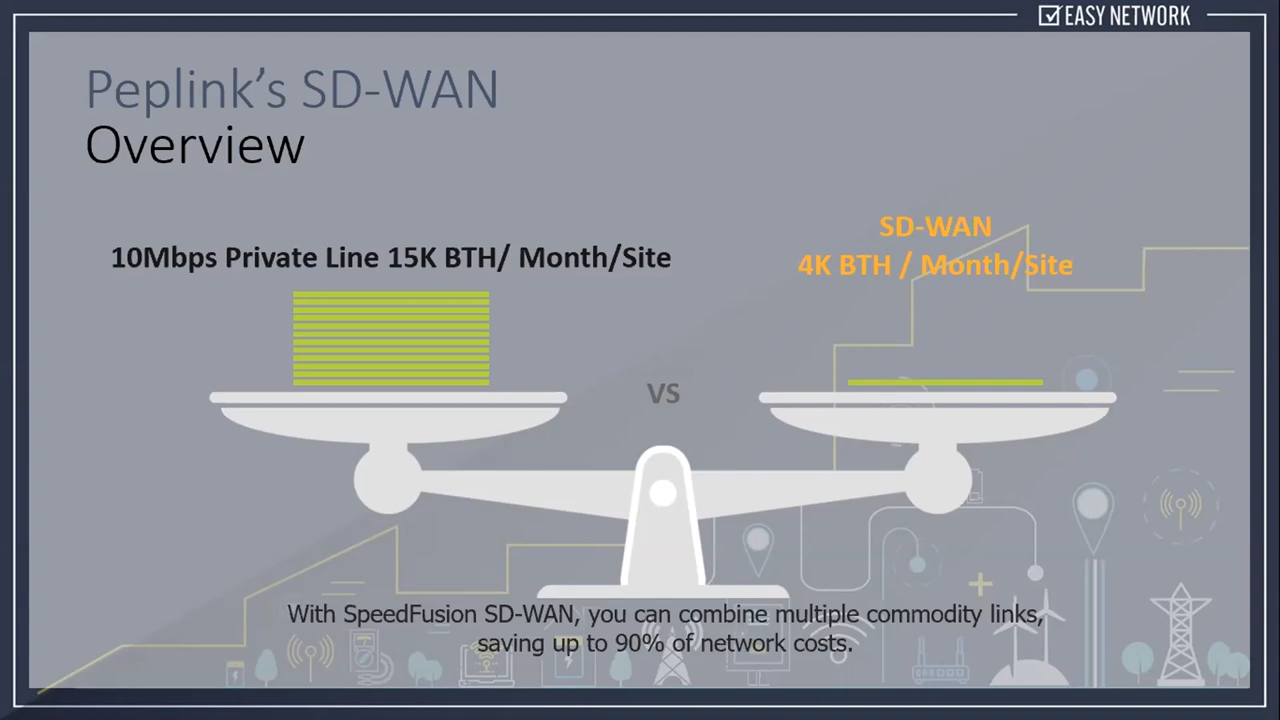 EASY NETWORK
Peplink's SD-WAN
Overview
10Mbps Private Line 15K BTH/ Month/Site
SD-WAN
4K BTH / Month/Site
VS
With SpeedFusion SD-WAN, you can combine multiple commodity links,
saving up to 90% of network costs.